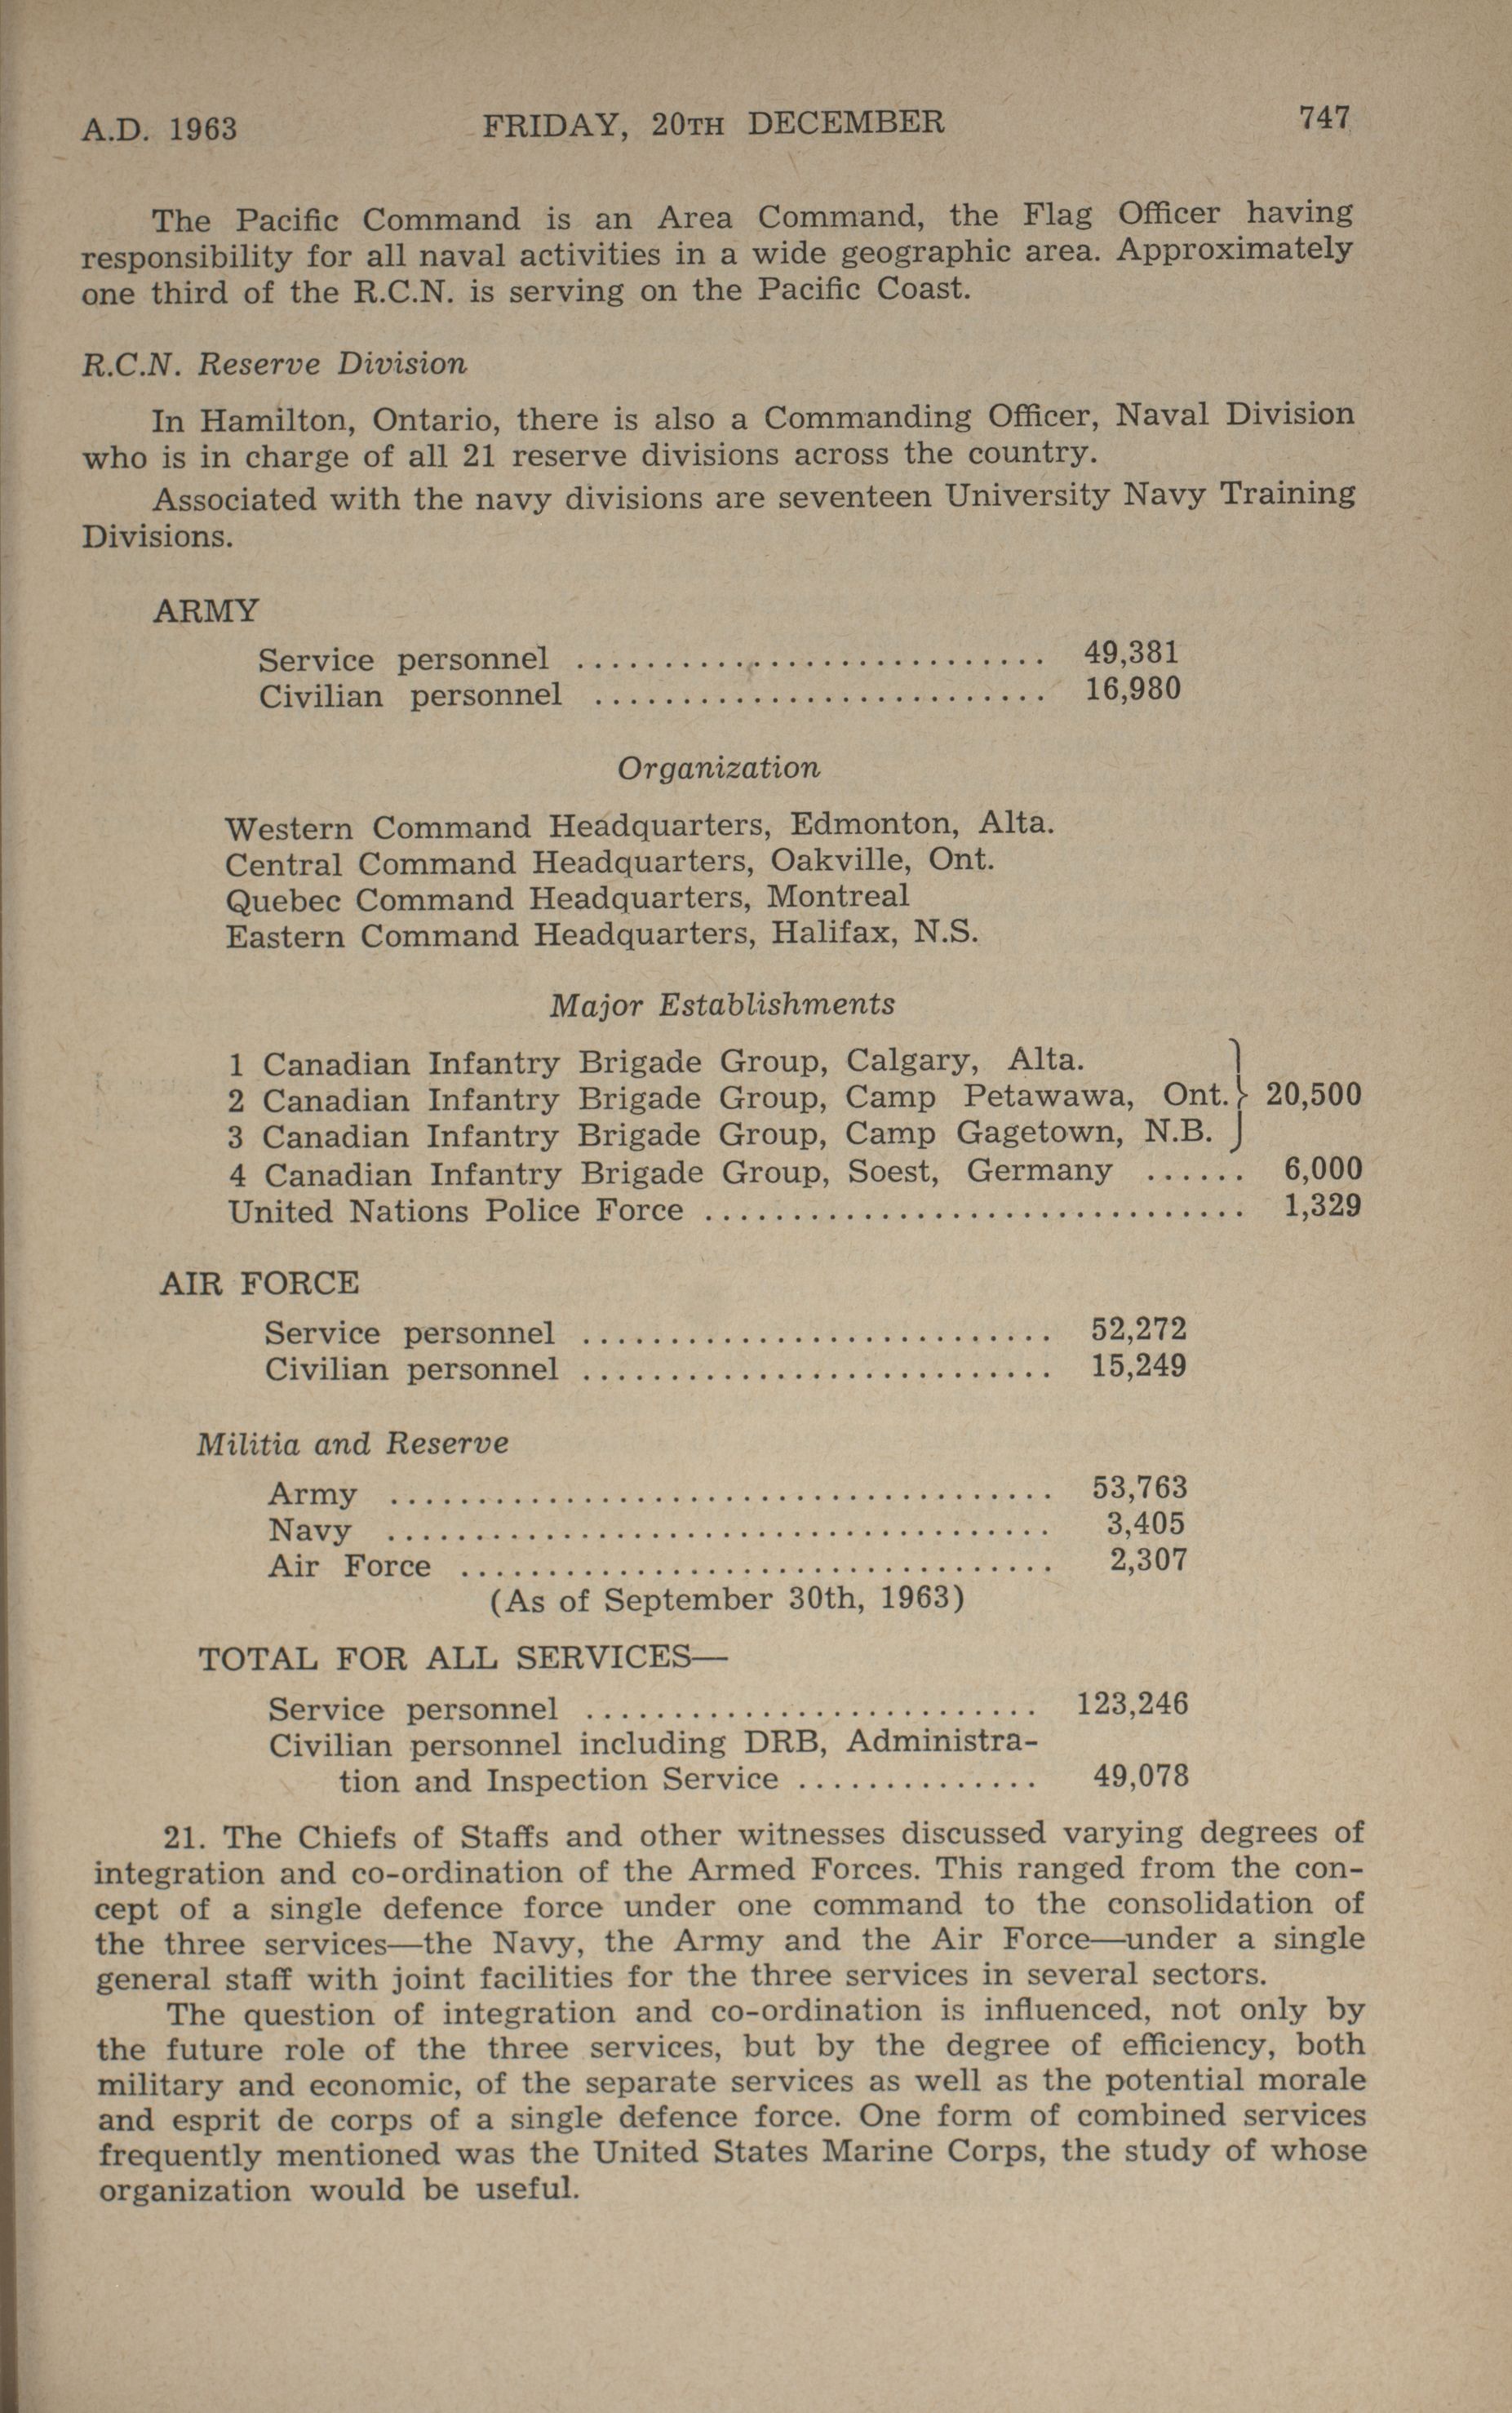 A.D. 1963 FRIDAY, 20TH DECEMBER 747
The Pacific Command is an Area Command, the Flag Officer having
responsibility for all naval activities in a wide geographic area. Approximately
one third of the R.C.N. is serving on the Pacific Coast.
R.C.N. Reserve Division
In Hamilton, Ontario, there is also a Commanding Officer, Naval Division
who is in charge of all 21 reserve divisions across the country.
Associated with the navy divisions are seventeen University Navy Training
Divisions.
ARMY
Service personnel ........................... 49,381
Civilian personnel .......................... 16,980
Organization
Western Command Headquarters, Edmonton, Alta.
Central Command Headquarters, Oakville, Ont.
Quebec Command Headquarters, Montreal
Eastern Command Headquarters, Halifax, N.S.
Major Establishments
1 Canadian Infantry Brigade Group, Calgary, Alta.
2 Canadian Infantry Brigade Group, Camp Petawawa, Ont. } 20,500
3 Canadian Infantry Brigade Group, Camp Gagetown, N.B.
4 Canadian Infantry Brigade Group, Soest, Germany ...... 6,000
United Nations Police Force ............................... 1,329
AIR FORCE
Service personnel ........................... 52,272
Civilian personnel ........................... 15,249
Militia and Reserve
Army ...................................... 53,763
Navy ...................................... 3,405
Air Force .................................. 2,307
(As of September 30th, 1963)
TOTAL FOR ALL SERVICES—
Service personnel .......................... 123,246
Civilian personnel including DRB, Administra-
tion and Inspection Service .............. 49,078
21. The Chiefs of Staffs and other witnesses discussed varying degrees of
integration and co-ordination of the Armed Forces. This ranged from the con-
cept of a single defence force under one command to the consolidation of
the three services—the Navy, the Army and the Air Force—under a single
general staff with joint facilities for the three services in several sectors.
The question of integration and co-ordination is influenced, not only by
the future role of the three services, but by the degree of efficiency, both
military and economic, of the separate services as well as the potential morale
and esprit de corps of a single defence force. One form of combined services
frequently mentioned was the United States Marine Corps, the study of whose
organization would be useful.